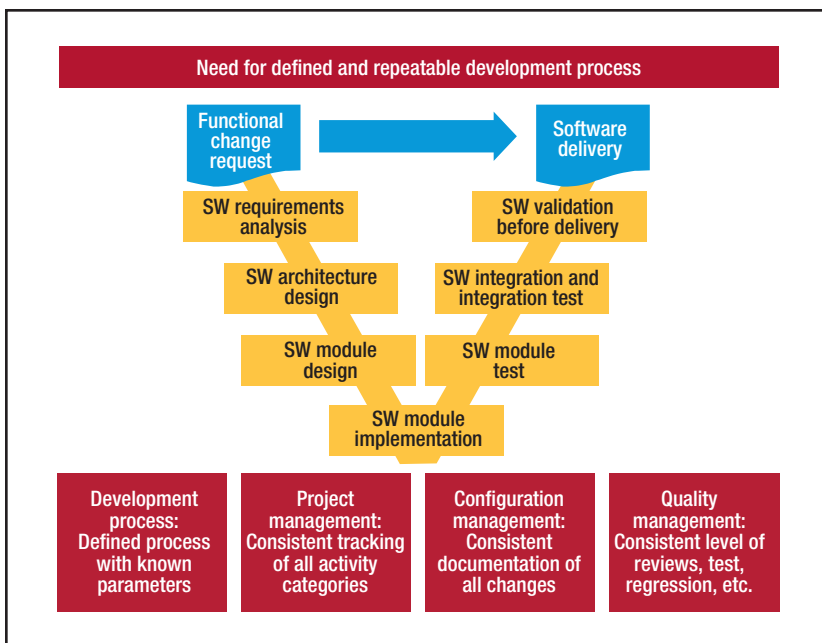 Need for defined and repeatable development process
Functional
change
request
Software
delivery
SW requirements
analysis
SW validation
before delivery
SW architecture
design
SW integration and
integration test
SW module
design
SW module
test
SW module
implementation
Development
process:
Defined process
with known
parameters
Project
management:
Consistent tracking
of all activity
categories
Configuration
management:
Consistent
documentation of
all changes
Quality
management:
Consistent level of
reviews, test,
regression, etc.